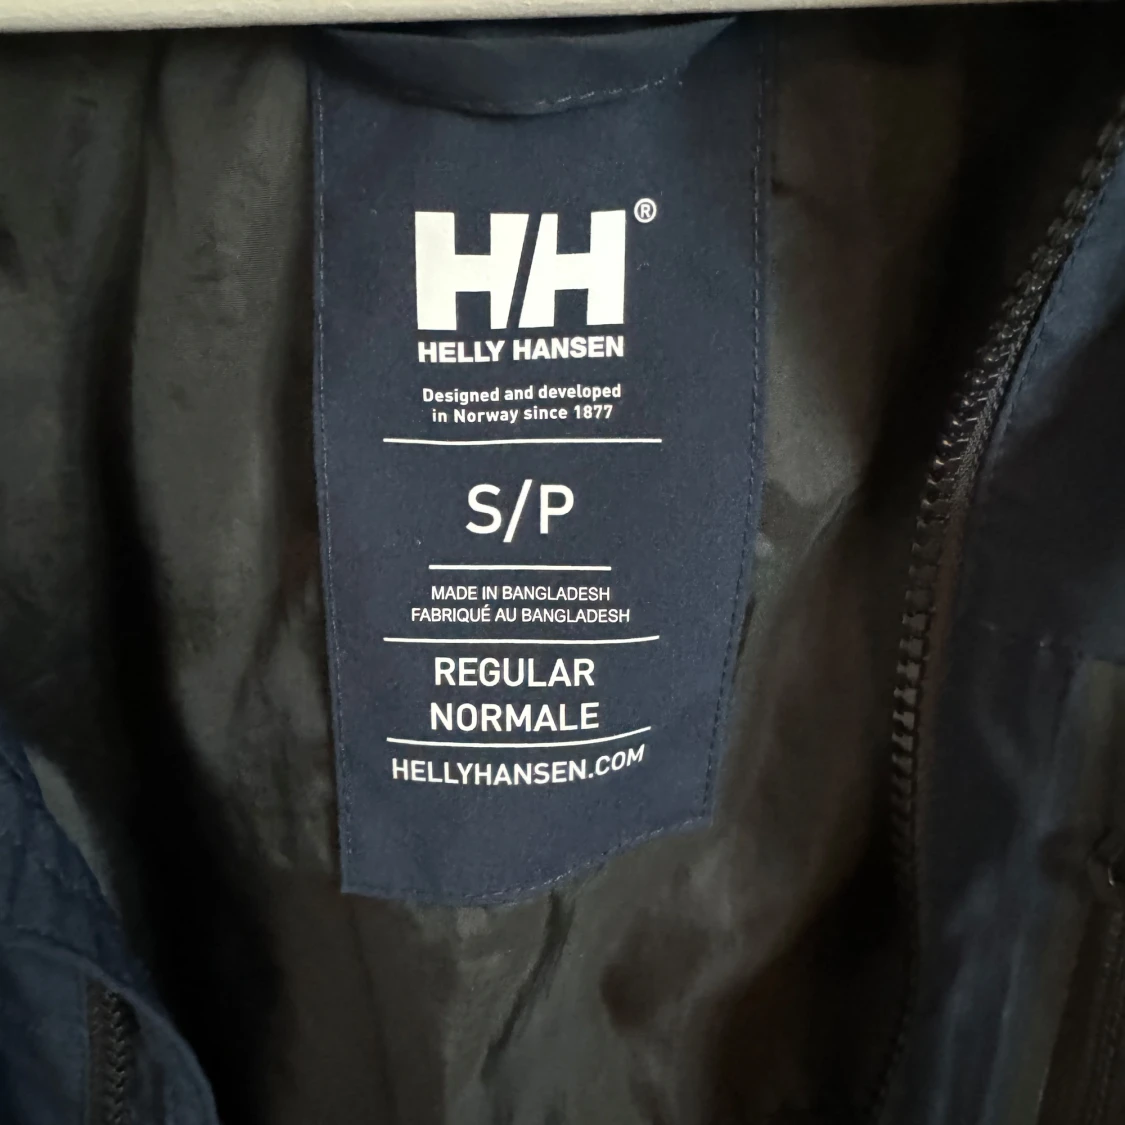 HH®
HELLY HANSEN
Designed and developed
in Norway since 1877
S/P
MADE IN BANGLADESH
FABRIQUÉ AU BANGLADESH
REGULAR
NORMALE
HELLYHANSEN.COM